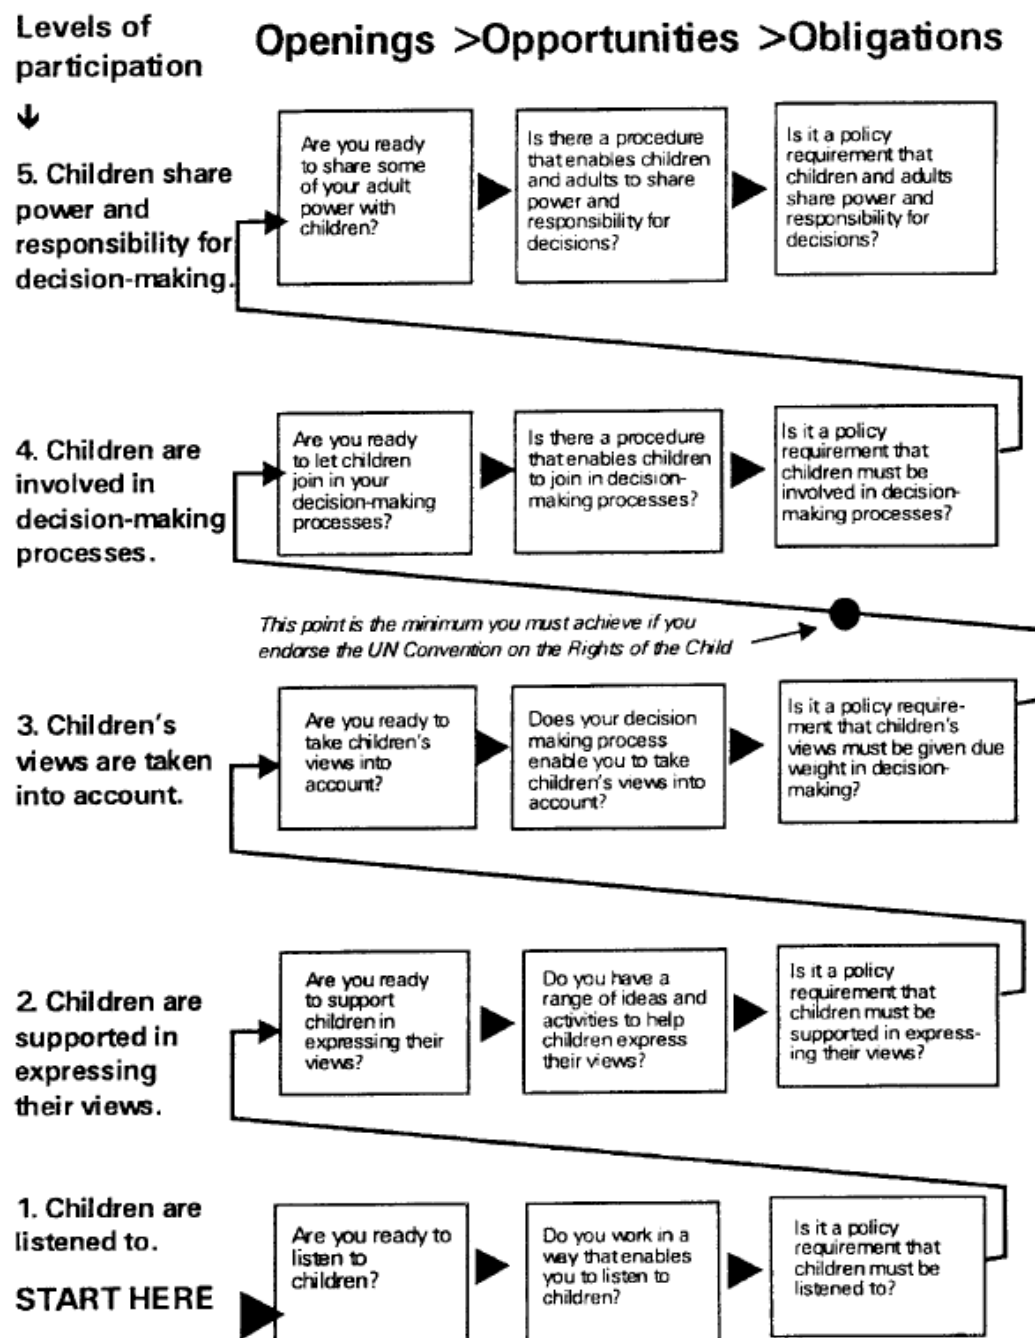 Levels of
participation
Openings >Opportunities >Obligations
5. Children share
power and
responsibility for
decision-making.
Are you ready
to share some
of your adult
power with
children?
Is there a procedure
that enables children
and adults to share
power and
responsibility for
decisions?
Is it a policy
requirement that
children and adults
share power and
responsibility for
decisions?
4. Children are
involved in
decision-making
processes.
Are you ready
to let children
join in your
decision-making
processes?
Is there a procedure
that enables children
to join in decision-
making processes?
Is it a policy
requirement that
children must be
involved in decision-
making processes?
This point is the minimum you must achieve if you
endorse the UN Convention on the Rights of the Child
3. Children's
views are taken
into account.
Are you ready to
take children's
views into
account?
Does your decision
making process
enable you to take
children's views into
account?
Is it a policy require-
ment that children's
views must be given due
weight in decision-
making?
2. Children are
supported in
expressing
their views.
Are you ready
to support
children in
expressing their
views?
Do you have a
range of ideas and
activities to help
children express
their views?
Is it a policy
requirement that
children must be
supported in express-
ing their views?
1. Children are
listened to.
START HERE
Are you ready to
listen to
children?
Do you work in a
way that enables
you to listen to
children?
Is it a policy
requirement that
children must be
listened to?